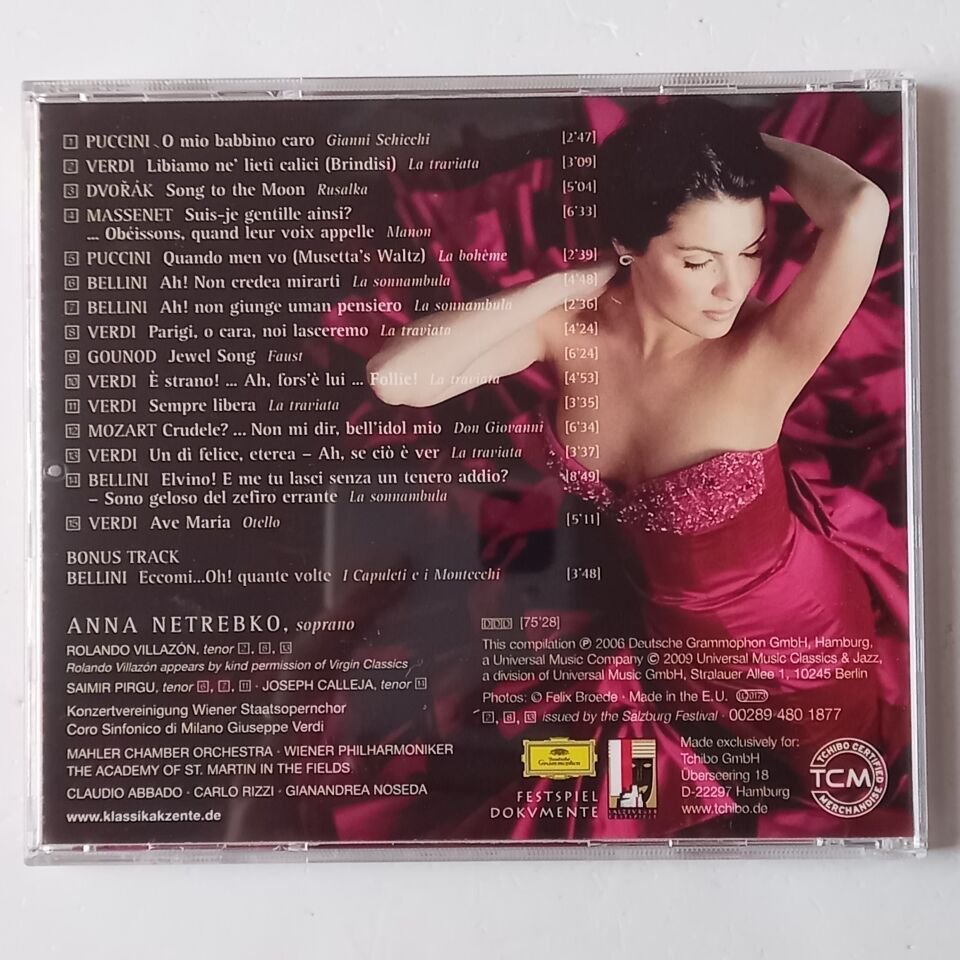 1 PUCCINI O mio babbino caro Gianni Schicchi [2'47]
2 VERDI Libiamo ne' lieti calici (Brindisi) La traviata [3'09]
3 DVOŘÁK Song to the Moon Rusalka [5'04]
4 MASSENET Suis-je gentille ainsi? [6'33]
... Obéissons, quand leur voix appelle Manon
5 PUCCINI Quando men vo (Musetta's Waltz) La bohème [2'39]
6 BELLINI Ah! Non credea mirarti La sonnambula [4'48]
7 BELLINI Ah! non giunge uman pensiero La sonnambula [2'36]
8 VERDI Parigi, o cara, noi lasceremo La traviata [4'24]
9 GOUNOD Jewel Song Faust [6'24]
10 VERDI È strano! ... Ah, fors'è lui ... Follie! La traviata [4'53]
11 VERDI Sempre libera La traviata [3'35]
12 MOZART Crudele? ... Non mi dir, bell'idol mio Don Giovanni [6'34]
13 VERDI Un dì felice, eterea – Ah, se ciò è ver La traviata [3'37]
14 BELLINI Elvino! E me tu lasci senza un tenero addio? [8'49]
– Sono geloso del zefiro errante La sonnambula
15 VERDI Ave Maria Otello [5'11]
BONUS TRACK
BELLINI Eccomi...Oh! quante volte I Capuleti e i Montecchi [3'48]
ANNA NETREBKO, soprano
ROLANDO VILLAZÓN, tenor 2, 8, 13
Rolando Villazón appears by kind permission of Virgin Classics
SAIMIR PIRGU, tenor 6, 7, 11 · JOSEPH CALLEJA, tenor
Konzertvereinigung Wiener Staatsopernchor
Coro Sinfonico di Milano Giuseppe Verdi
MAHLER CHAMBER ORCHESTRA · WIENER PHILHARMONIKER
THE ACADEMY OF ST. MARTIN IN THE FIELDS
CLAUDIO ABBADO · CARLO RIZZI · GIANANDREA NOSEDA
www.klassikakzente.de
DDD [75'28]
This compilation ℗ 2006 Deutsche Grammophon GmbH, Hamburg,
a Universal Music Company © 2009 Universal Music Classics & Jazz,
a division of Universal Music GmbH, Stralauer Allee 1, 10245 Berlin
Photos: © Felix Broede · Made in the E.U. LC0173
2, 8, 13 issued by the Salzburg Festival · 00289 480 1877
Deutsche
Grammophon
FESTSPIEL
DOKVMENTE
SALZBURGER
FESTSPIELE
Made exclusively for:
Tchibo GmbH
Überseering 18
D-22297 Hamburg
www.tchibo.de
TCHIBO CERTIFIED
TCM
MERCHANDISE